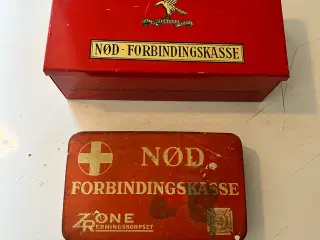 NØD-FORBINDINGSKASSE
NØD
FORBINDINGSKASSE
ZONE
REDNINGSKORPSET